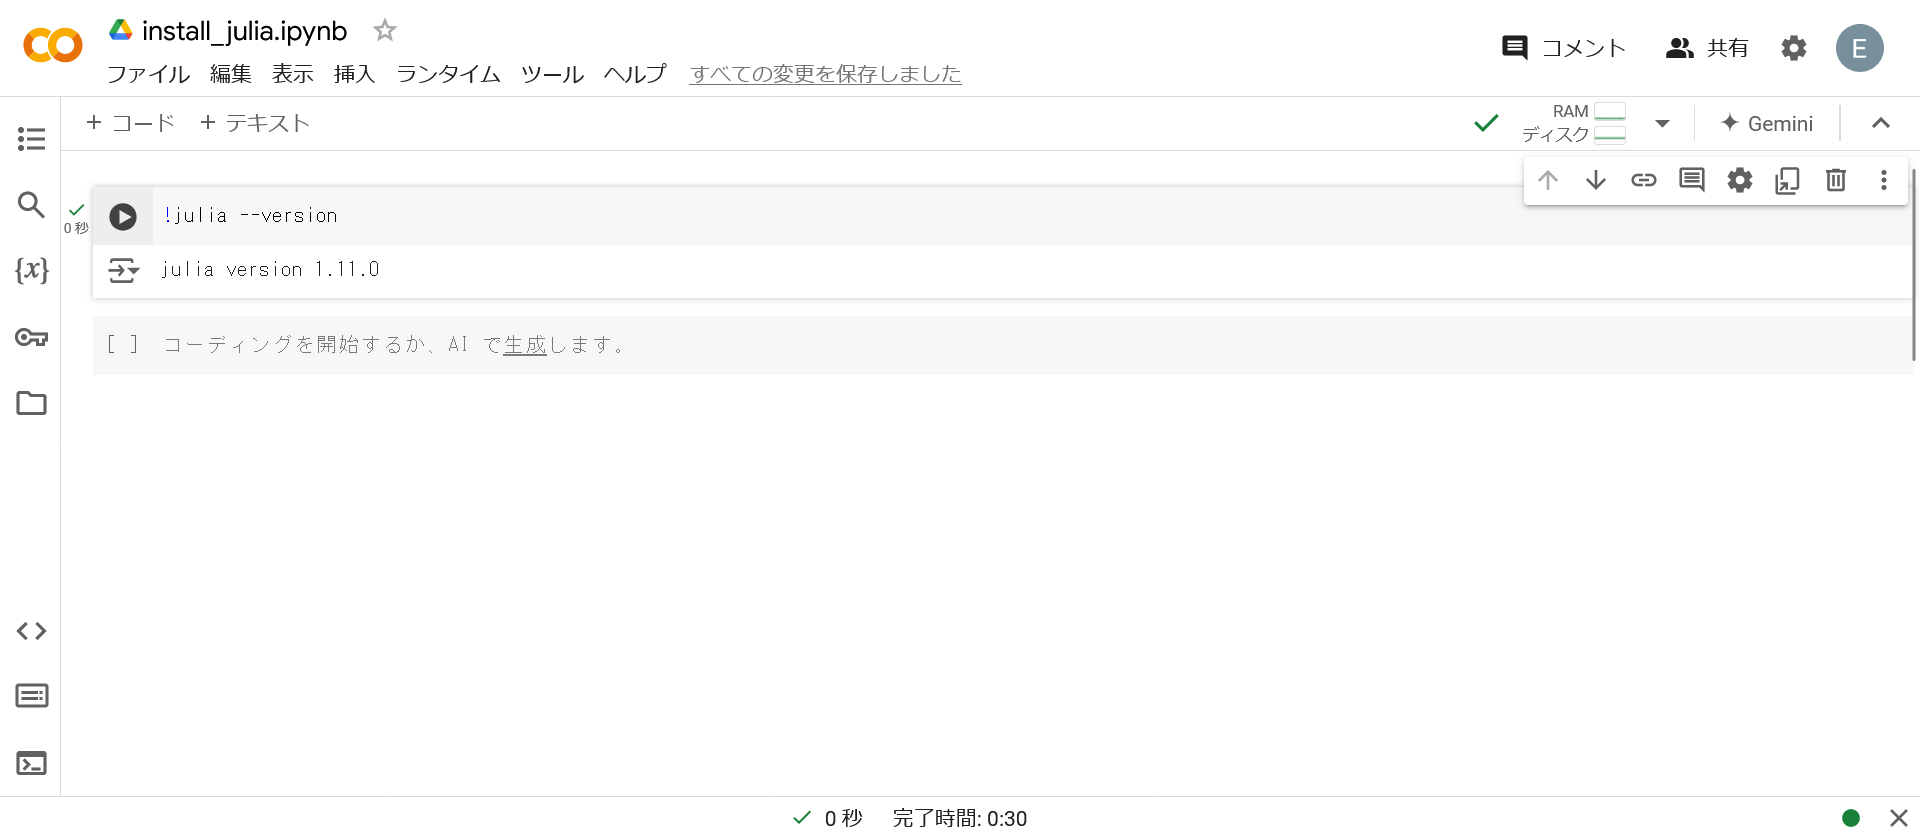 install_julia.ipynb
ファイル 編集 表示 挿入 ランタイム ツール ヘルプ すべての変更を保存しました
コメント 共有 E
+ コード + テキスト
RAM
ディスク
Gemini
!julia --version
0 秒
julia version 1.11.0
[ ] コーディングを開始するか、AI で生成します。
{x}
0 秒 完了時間: 0:30